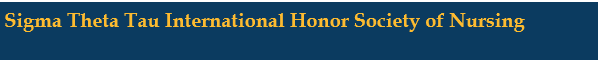 Sigma Theta Tau International Honor Society of Nursing